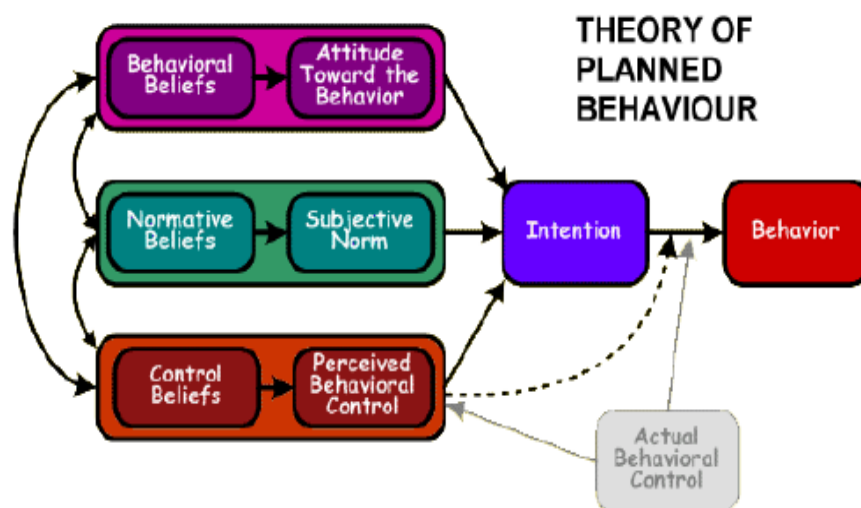 THEORY OF
PLANNED
BEHAVIOUR
Behavioral
Beliefs
Attitude
Toward the
Behavior
Normative
Beliefs
Subjective
Norm
Intention
Behavior
Control
Beliefs
Perceived
Behavioral
Control
Actual
Behavioral
Control